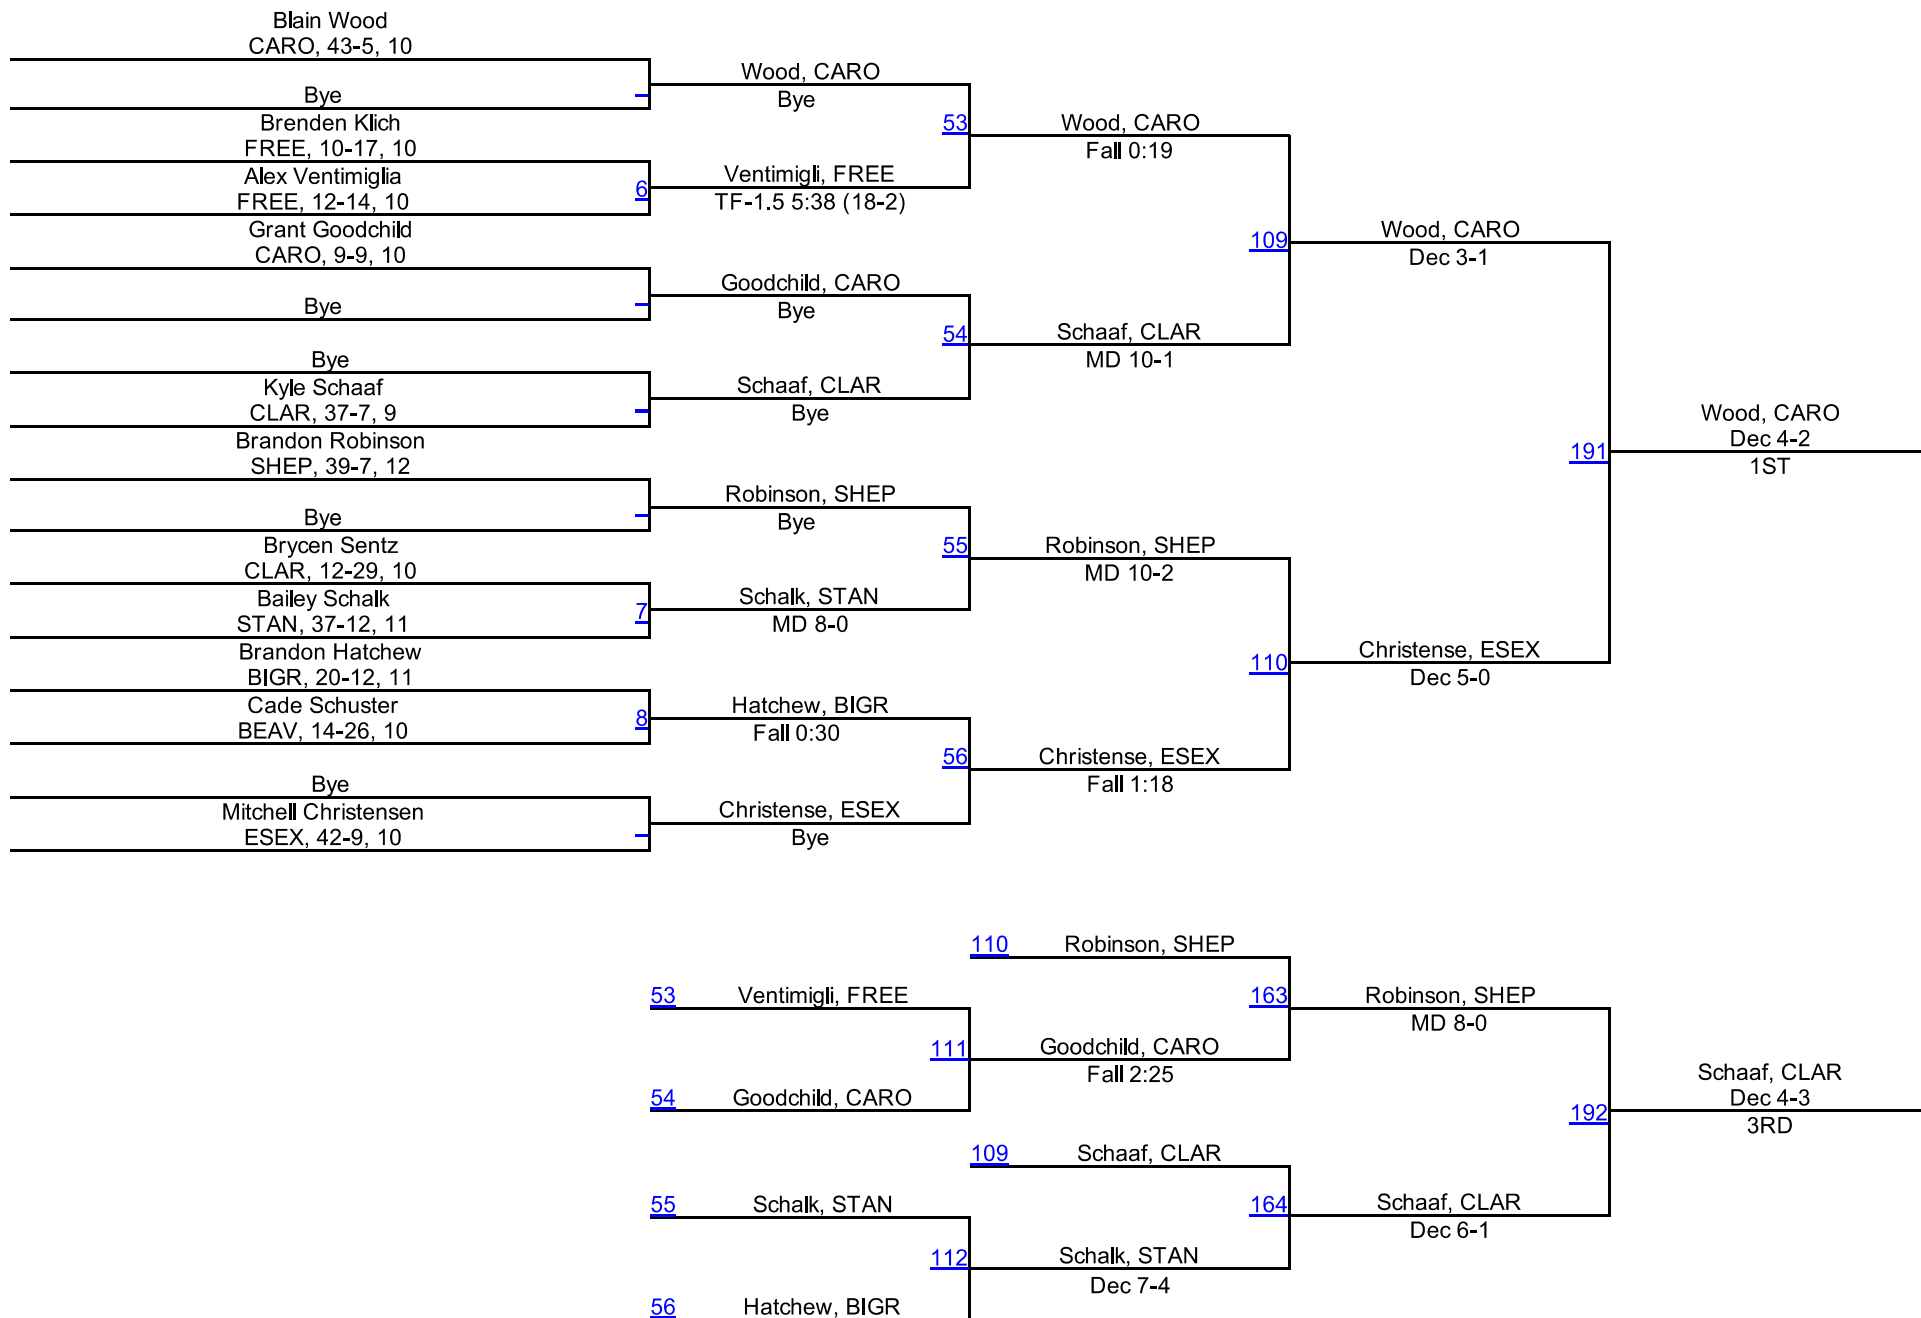 Blain Wood
CARO, 43-5, 10
Bye
Brenden Klich
FREE, 10-17, 10
Alex Ventimiglia
FREE, 12-14, 10
6
Grant Goodchild
CARO, 9-9, 10
Bye
Bye
Kyle Schaaf
CLAR, 37-7, 9
Brandon Robinson
SHEP, 39-7, 12
Bye
Brycen Sentz
CLAR, 12-29, 10
Bailey Schalk
STAN, 37-12, 11
7
Brandon Hatchew
BIGR, 20-12, 11
Cade Schuster
BEAV, 14-26, 10
8
Bye
Mitchell Christensen
ESEX, 42-9, 10
Wood, CARO
Bye
53
Ventimigli, FREE
TF-1.5 5:38 (18-2)
Goodchild, CARO
Bye
54
Schaaf, CLAR
Bye
Robinson, SHEP
Bye
55
Schalk, STAN
MD 8-0
Hatchew, BIGR
Fall 0:30
56
Christense, ESEX
Bye
Wood, CARO
Fall 0:19
109
Schaaf, CLAR
MD 10-1
Robinson, SHEP
MD 10-2
110
Christense, ESEX
Fall 1:18
Wood, CARO
Dec 3-1
191
Christense, ESEX
Dec 5-0
Wood, CARO
Dec 4-2
1ST
53
Ventimigli, FREE
111
54
Goodchild, CARO
55
Schalk, STAN
112
56
Hatchew, BIGR
110
Robinson, SHEP
163
Goodchild, CARO
Fall 2:25
109
Schaaf, CLAR
164
Schalk, STAN
Dec 7-4
Robinson, SHEP
MD 8-0
192
Schaaf, CLAR
Dec 6-1
Schaaf, CLAR
Dec 4-3
3RD